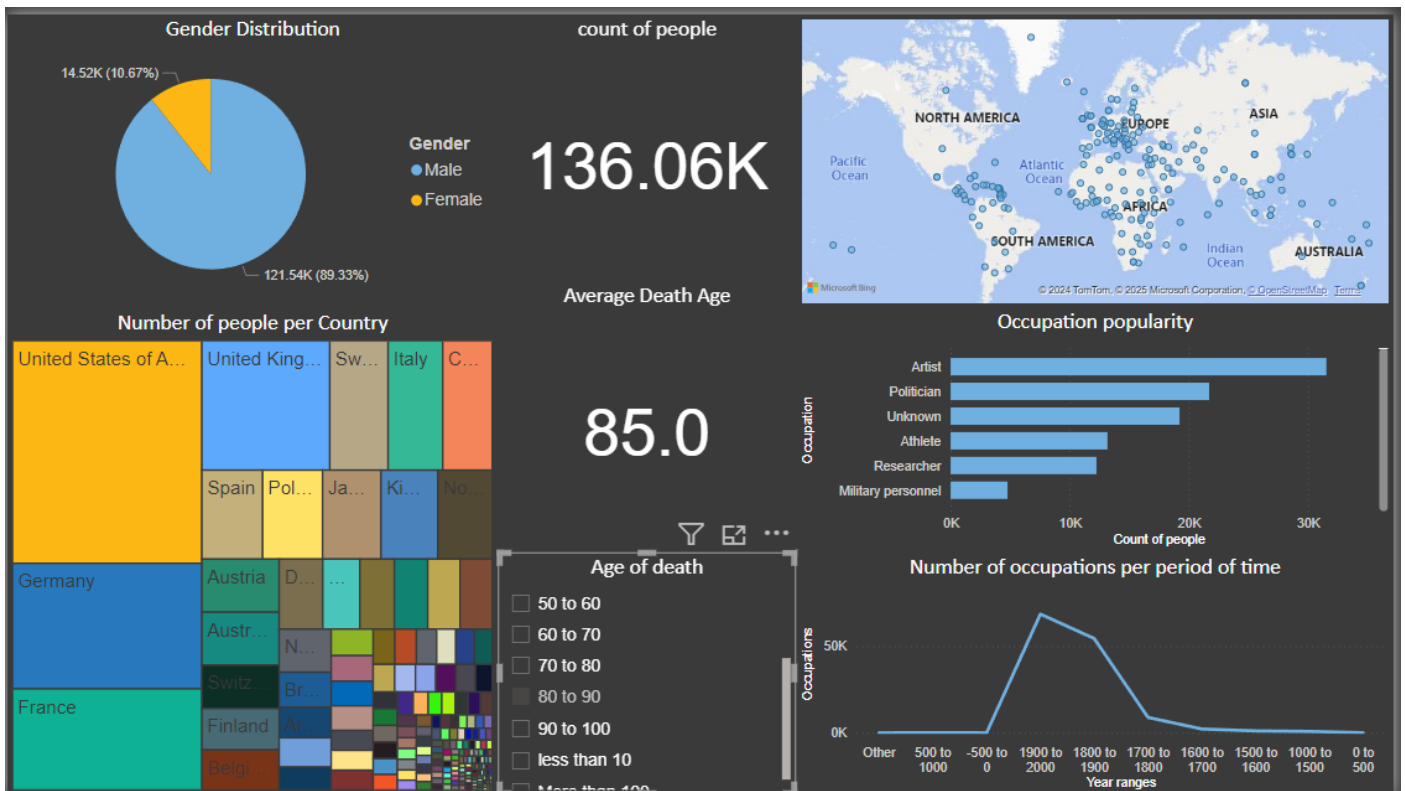 Gender Distribution
14.52K (10.67%)
121.54K (89.33%)
Gender
Male
Female
count of people
136.06K
Average Death Age
85.0
NORTH AMERICA
EUROPE
ASIA
Pacific
Ocean
Atlantic
Ocean
AFRICA
SOUTH AMERICA
Indian
Ocean
AUSTRALIA
Microsoft Bing
© 2024 TomTom, © 2025 Microsoft Corporation, © OpenStreetMap Terms
Number of people per Country
United States of A...
United King...
Sw...
Italy
C...
Spain
Pol...
Ja...
Ki...
No...
Germany
Austria
D...
...
Austr...
N...
France
Switz...
Br...
Finland
Ar...
Belgi...
Age of death
50 to 60
60 to 70
70 to 80
80 to 90
90 to 100
less than 10
More than 100
Occupation popularity
Occupation
Artist
Politician
Unknown
Athlete
Researcher
Military personnel
0K
10K
20K
30K
Count of people
Number of occupations per period of time
Occupations
50K
0K
Other
500 to
1000
-500 to
0
1900 to
2000
1800 to
1900
1700 to
1800
1600 to
1700
1500 to
1600
1000 to
1500
0 to
500
Year ranges